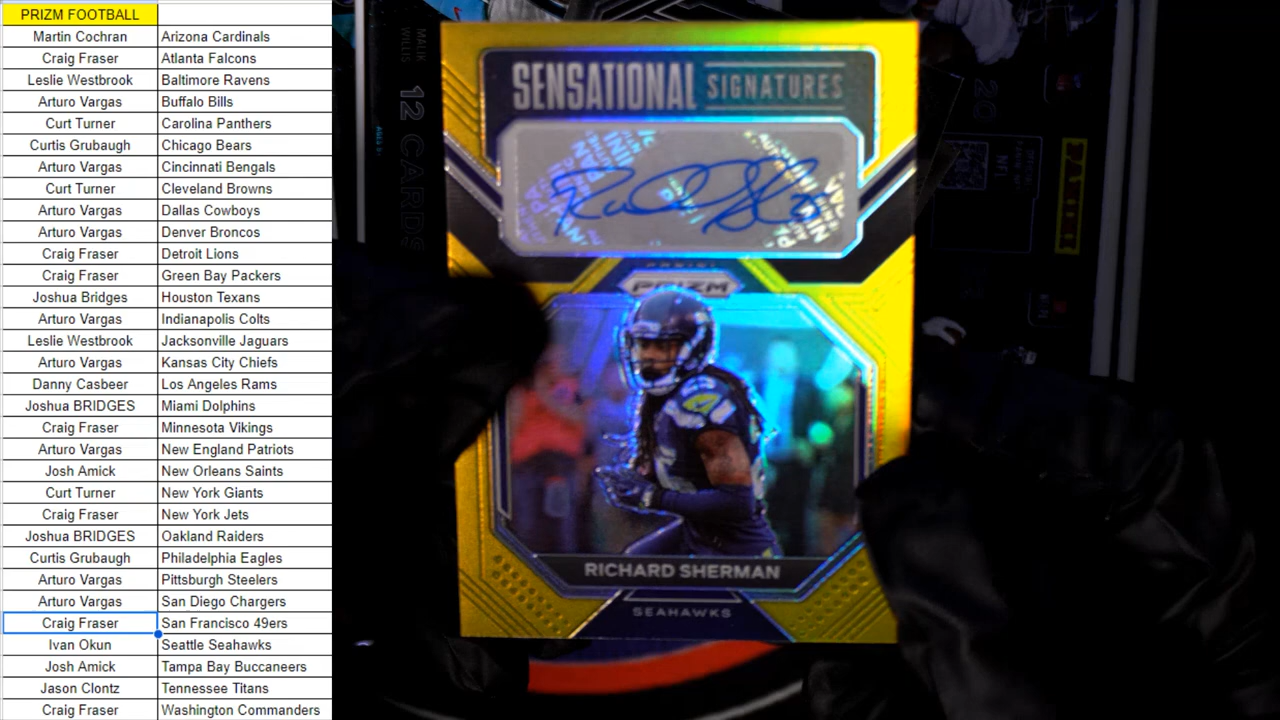 PRIZM FOOTBALL
Martin Cochran Arizona Cardinals
Craig Fraser Atlanta Falcons
Leslie Westbrook Baltimore Ravens
Arturo Vargas Buffalo Bills
Curt Turner Carolina Panthers
Curtis Grubaugh Chicago Bears
Arturo Vargas Cincinnati Bengals
Curt Turner Cleveland Browns
Arturo Vargas Dallas Cowboys
Arturo Vargas Denver Broncos
Craig Fraser Detroit Lions
Craig Fraser Green Bay Packers
Joshua Bridges Houston Texans
Arturo Vargas Indianapolis Colts
Leslie Westbrook Jacksonville Jaguars
Arturo Vargas Kansas City Chiefs
Danny Casbeer Los Angeles Rams
Joshua BRIDGES Miami Dolphins
Craig Fraser Minnesota Vikings
Arturo Vargas New England Patriots
Josh Amick New Orleans Saints
Curt Turner New York Giants
Craig Fraser New York Jets
Joshua BRIDGES Oakland Raiders
Curtis Grubaugh Philadelphia Eagles
Arturo Vargas Pittsburgh Steelers
Arturo Vargas San Diego Chargers
Craig Fraser San Francisco 49ers
Ivan Okun Seattle Seahawks
Josh Amick Tampa Bay Buccaneers
Jason Clontz Tennessee Titans
Craig Fraser Washington Commanders
MALIK
WILLIS
12 CARDS
SENSATIONAL SIGNATURES
PRIZM
RICHARD SHERMAN
SEAHAWKS
20
NFL